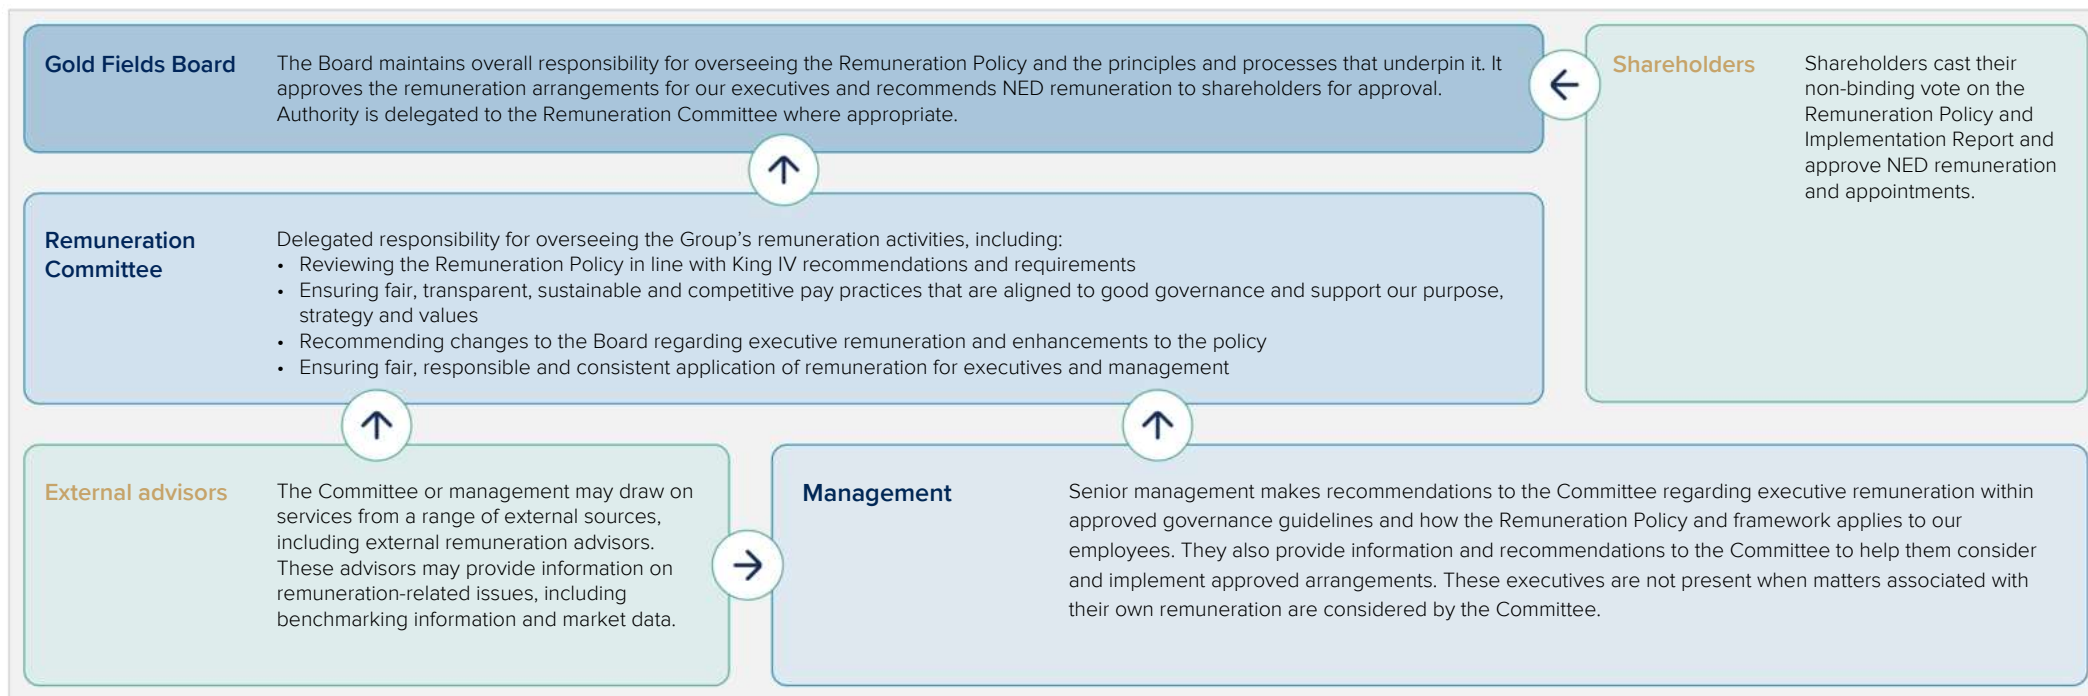 Gold Fields Board
The Board maintains overall responsibility for overseeing the Remuneration Policy and the principles and processes that underpin it. It
approves the remuneration arrangements for our executives and recommends NED remuneration to shareholders for approval.
Authority is delegated to the Remuneration Committee where appropriate.
Shareholders
Shareholders cast their
non-binding vote on the
Remuneration Policy and
Implementation Report and
approve NED remuneration
and appointments.
Remuneration
Committee
Delegated responsibility for overseeing the Group’s remuneration activities, including:
• Reviewing the Remuneration Policy in line with King IV recommendations and requirements
• Ensuring fair, transparent, sustainable and competitive pay practices that are aligned to good governance and support our purpose,
strategy and values
• Recommending changes to the Board regarding executive remuneration and enhancements to the policy
• Ensuring fair, responsible and consistent application of remuneration for executives and management
External advisors
The Committee or management may draw on
services from a range of external sources,
including external remuneration advisors.
These advisors may provide information on
remuneration-related issues, including
benchmarking information and market data.
Management
Senior management makes recommendations to the Committee regarding executive remuneration within
approved governance guidelines and how the Remuneration Policy and framework applies to our
employees. They also provide information and recommendations to the Committee to help them consider
and implement approved arrangements. These executives are not present when matters associated with
their own remuneration are considered by the Committee.